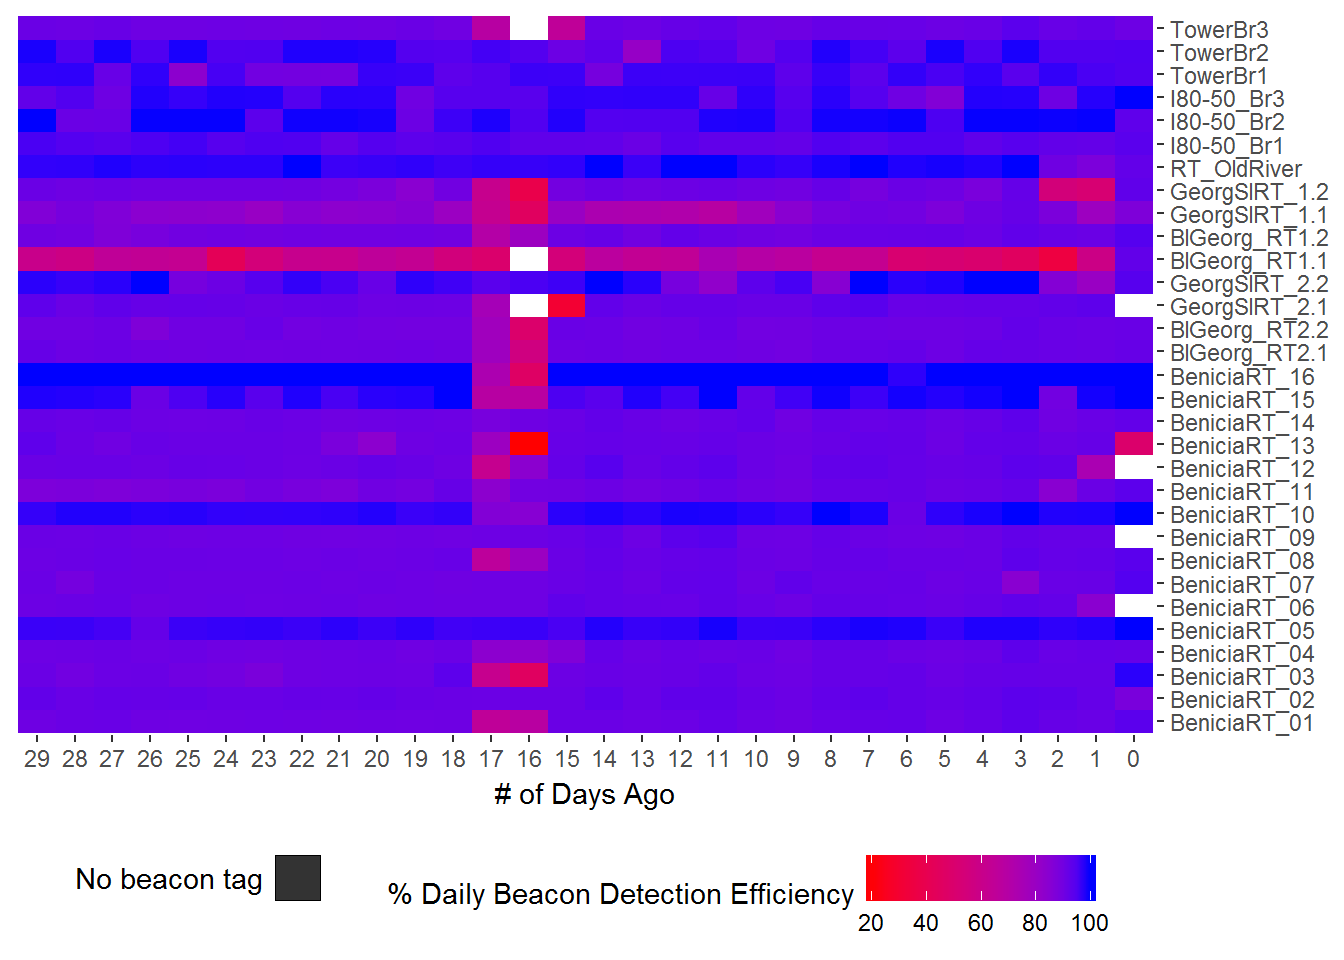 TowerBr3
TowerBr2
TowerBr1
I80-50_Br3
I80-50_Br2
I80-50_Br1
RT_OldRiver
GeorgSlRT_1.2
GeorgSlRT_1.1
BlGeorg_RT1.2
BlGeorg_RT1.1
GeorgSlRT_2.2
GeorgSlRT_2.1
BlGeorg_RT2.2
BlGeorg_RT2.1
BeniciaRT_16
BeniciaRT_15
BeniciaRT_14
BeniciaRT_13
BeniciaRT_12
BeniciaRT_11
BeniciaRT_10
BeniciaRT_09
BeniciaRT_08
BeniciaRT_07
BeniciaRT_06
BeniciaRT_05
BeniciaRT_04
BeniciaRT_03
BeniciaRT_02
BeniciaRT_01
29 28 27 26 25 24 23 22 21 20 19 18 17 16 15 14 13 12 11 10 9 8 7 6 5 4 3 2 1 0
# of Days Ago
No beacon tag
% Daily Beacon Detection Efficiency
20 40 60 80 100